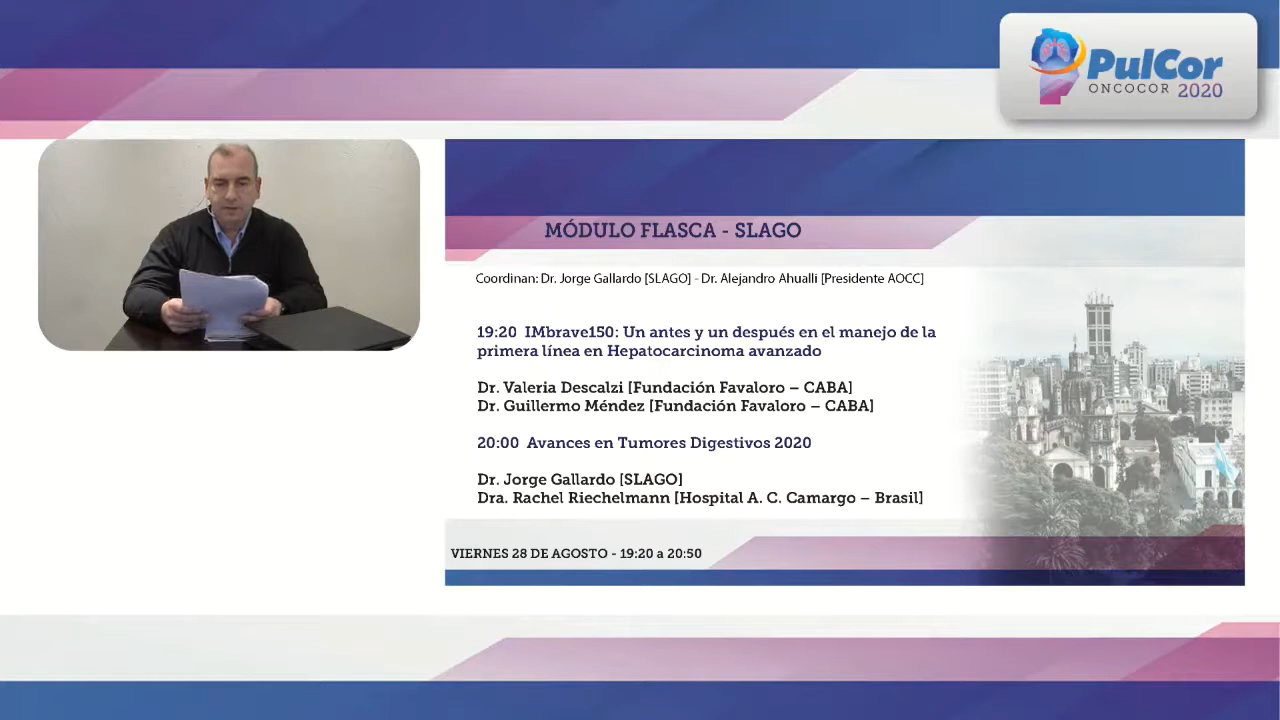 PulCor
ONCOCOR 2020
MÓDULO FLASCA - SLAGO
Coordinan: Dr. Jorge Gallardo [SLAGO] - Dr. Alejandro Ahualli [Presidente AOCC]
19:20 IMbrave150: Un antes y un después en el manejo de la
primera línea en Hepatocarcinoma avanzado
Dr. Valeria Descalzi [Fundación Favaloro – CABA]
Dr. Guillermo Méndez [Fundación Favaloro – CABA]
20:00 Avances en Tumores Digestivos 2020
Dr. Jorge Gallardo [SLAGO]
Dra. Rachel Riechelmann [Hospital A. C. Camargo – Brasil]
VIERNES 28 DE AGOSTO - 19:20 a 20:50